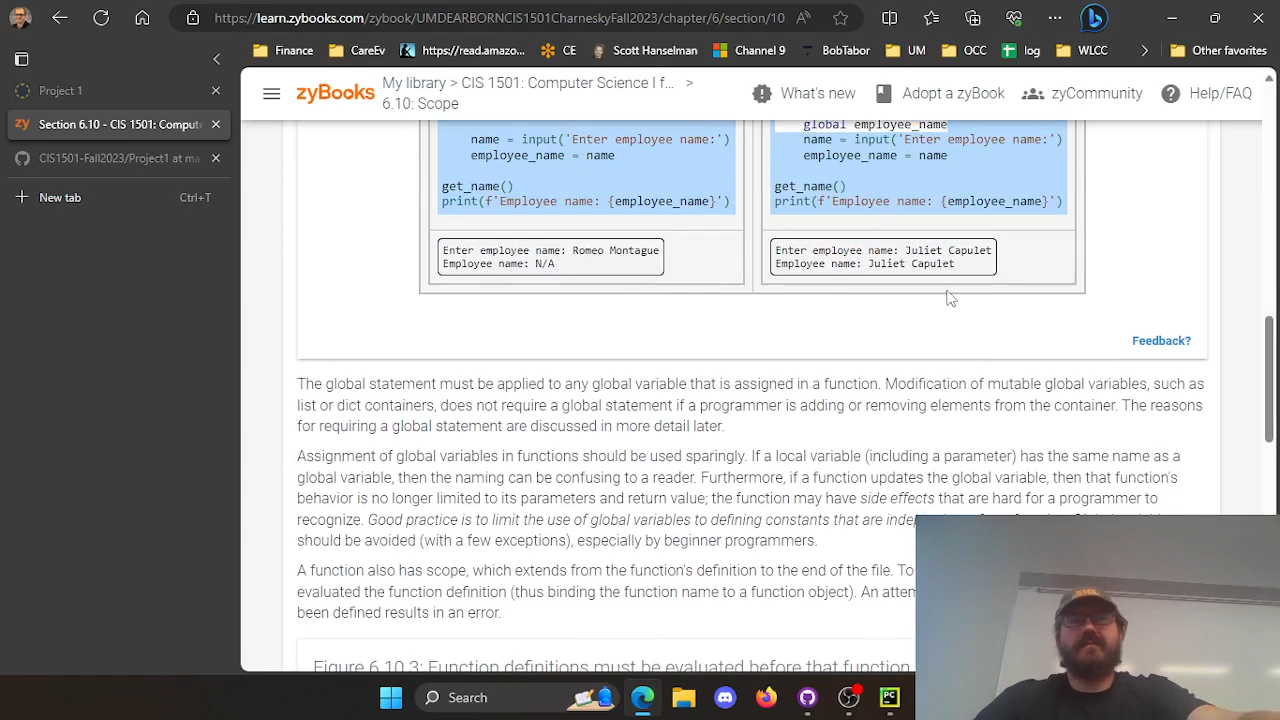 https://learn.zybooks.com/zybook/UMDEARBORNCIS1501CharneskyFall2023/chapter/6/section/10
Finance
CareEv
https://read.amazo...
CE
Scott Hanselman
Channel 9
BobTabor
UM
OCC
log
WLCC
Other favorites
Project 1
Section 6.10 - CIS 1501: Compute
CIS1501-Fall2023/Project1 at ma
New tab
Ctrl+T
zyBooks
My library > CIS 1501: Computer Science I f... >
6.10: Scope
What's new
Adopt a zyBook
zyCommunity
Help/FAQ
name = input('Enter employee name:')
employee_name = name
get_name()
print(f'Employee name: {employee_name}')
Enter employee name: Romeo Montague
Employee name: N/A
global employee_name
name = input('Enter employee name:')
employee_name = name
get_name()
print(f'Employee name: {employee_name}')
Enter employee name: Juliet Capulet
Employee name: Juliet Capulet
Feedback?
The global statement must be applied to any global variable that is assigned in a function. Modification of mutable global variables, such as
list or dict containers, does not require a global statement if a programmer is adding or removing elements from the container. The reasons
for requiring a global statement are discussed in more detail later.
Assignment of global variables in functions should be used sparingly. If a local variable (including a parameter) has the same name as a
global variable, then the naming can be confusing to a reader. Furthermore, if a function updates the global variable, then that function's
behavior is no longer limited to its parameters and return value; the function may have side effects that are hard for a programmer to
recognize. Good practice is to limit the use of global variables to defining constants that are indep
should be avoided (with a few exceptions), especially by beginner programmers.
A function also has scope, which extends from the function's definition to the end of the file. To
evaluated the function definition (thus binding the function name to a function object). An attem
been defined results in an error.
Figure 6.10.3: Function definitions must be evaluated before that function
Search